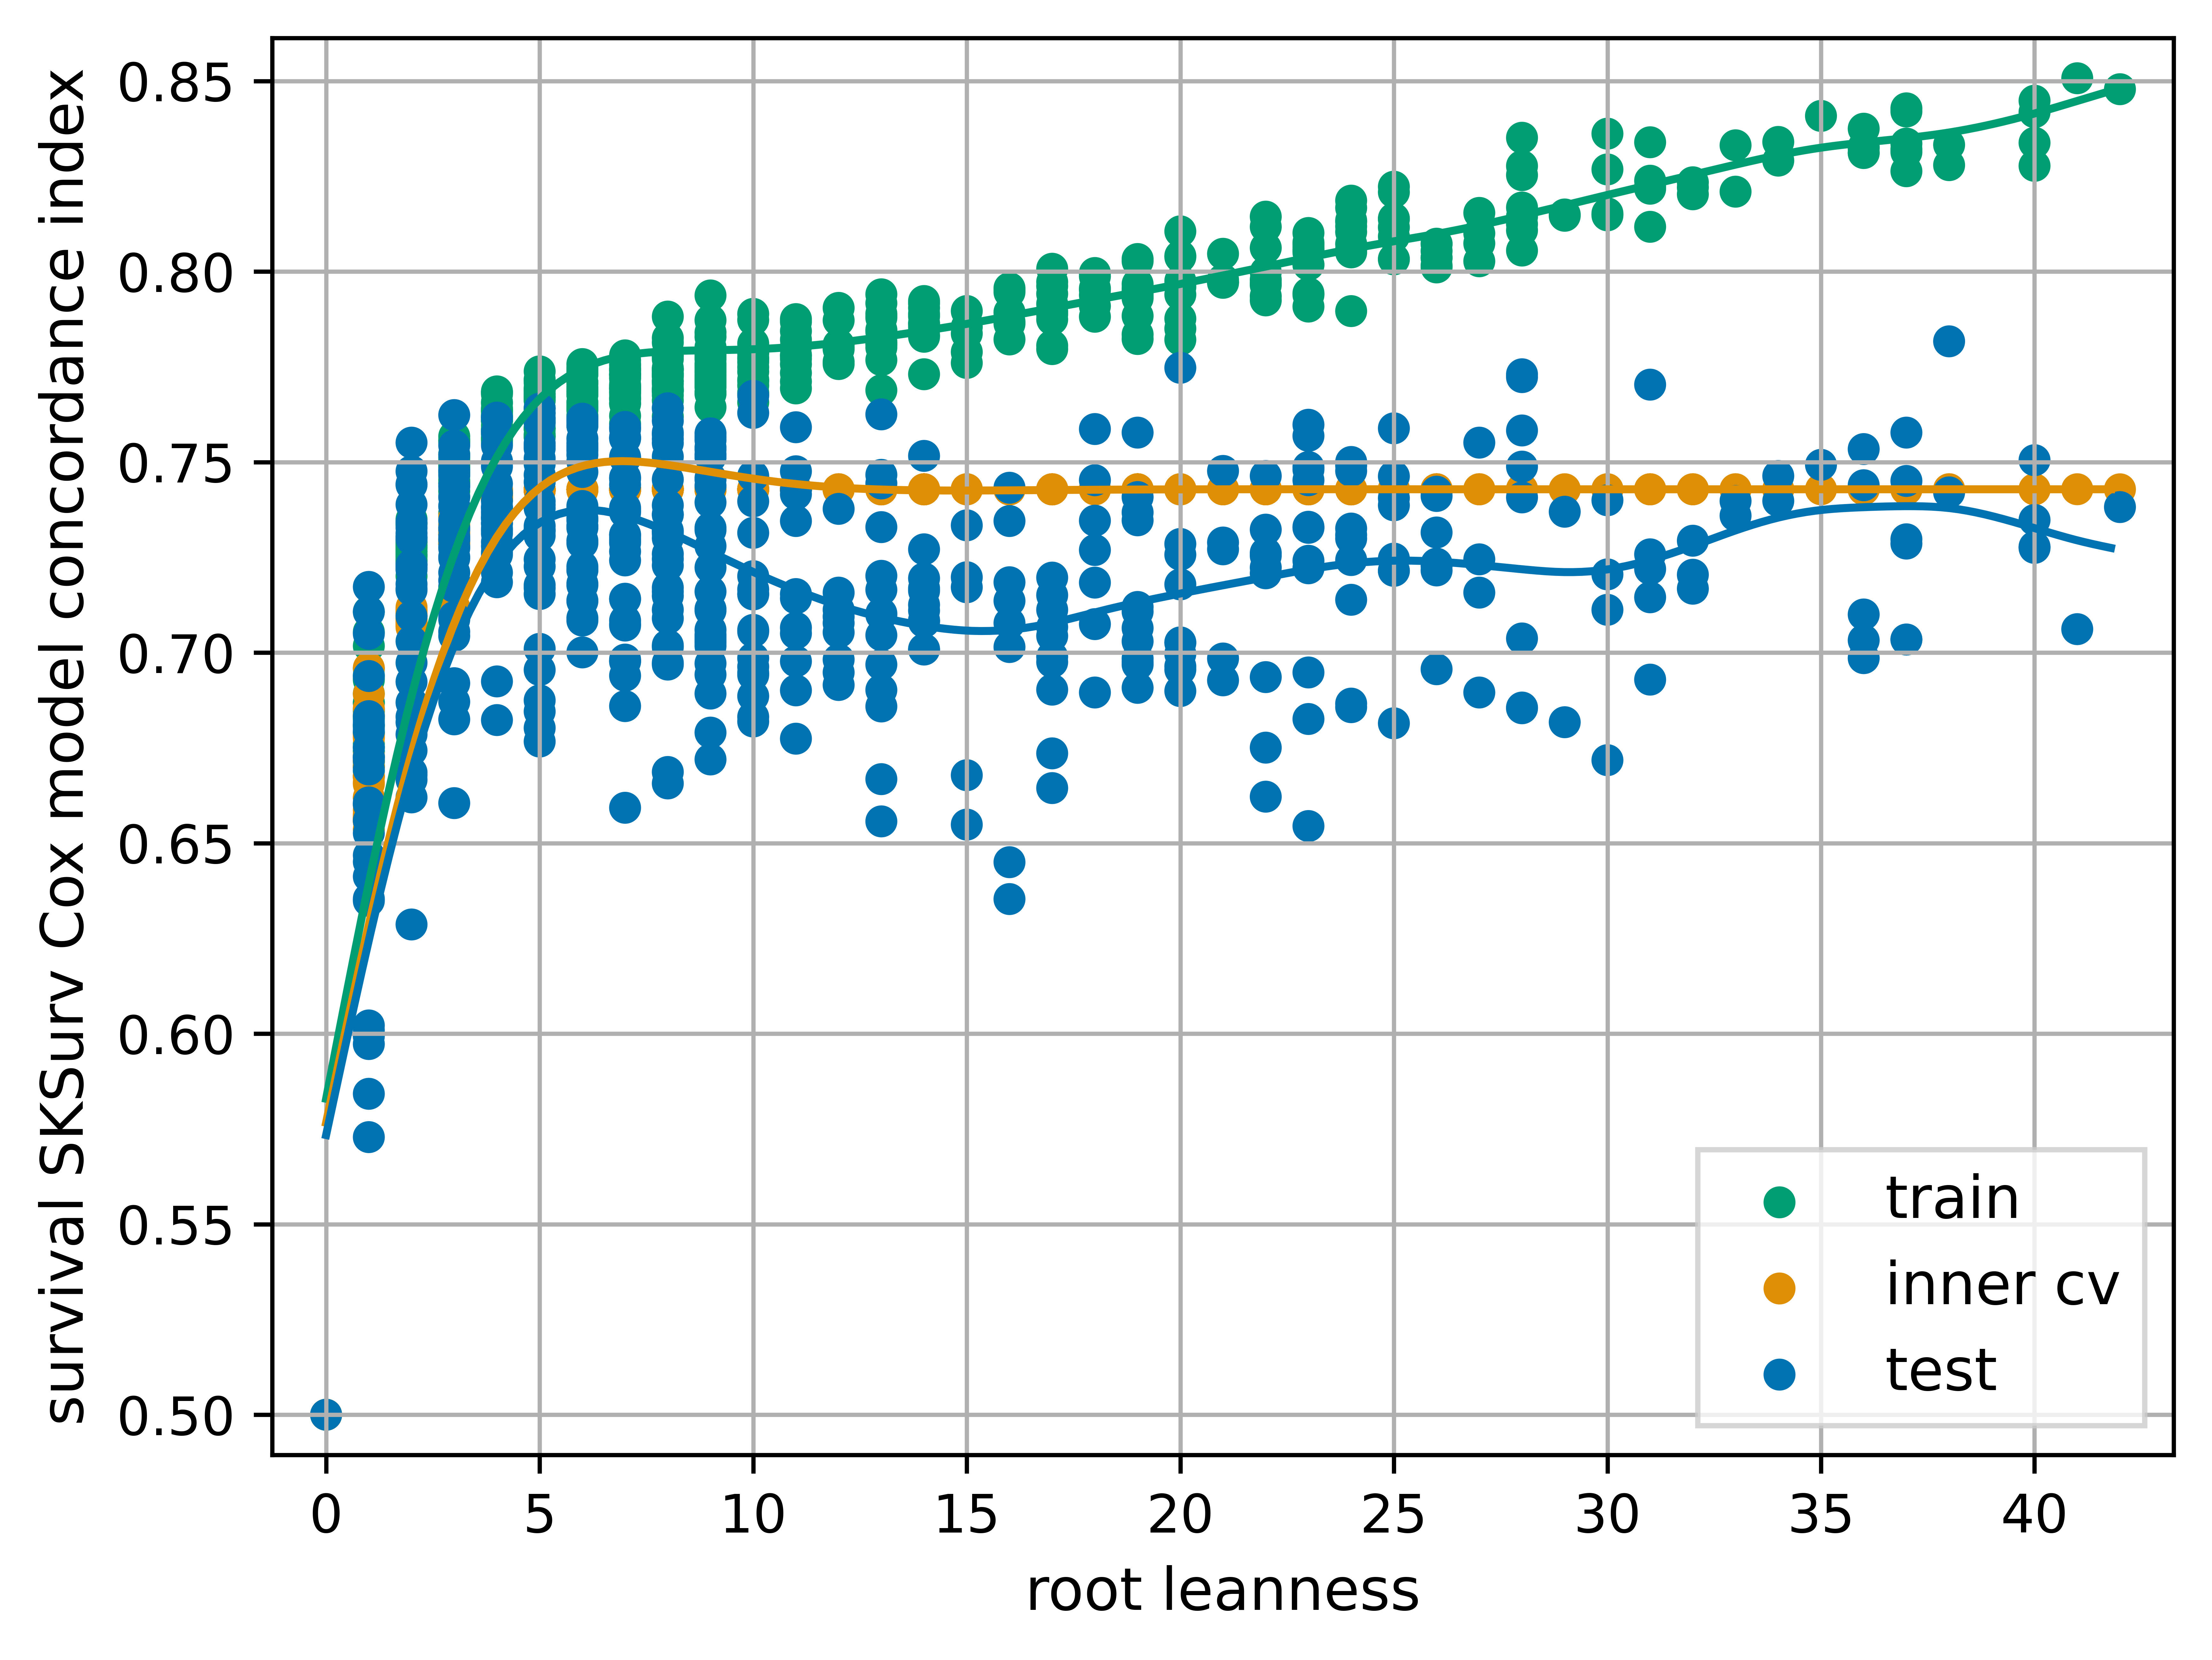 survival SKSurv Cox model concordance index
0.85
0.80
0.75
0.70
0.65
0.60
0.55
0.50
train
inner cv
test
0 5 10 15 20 25 30 35 40
root leanness